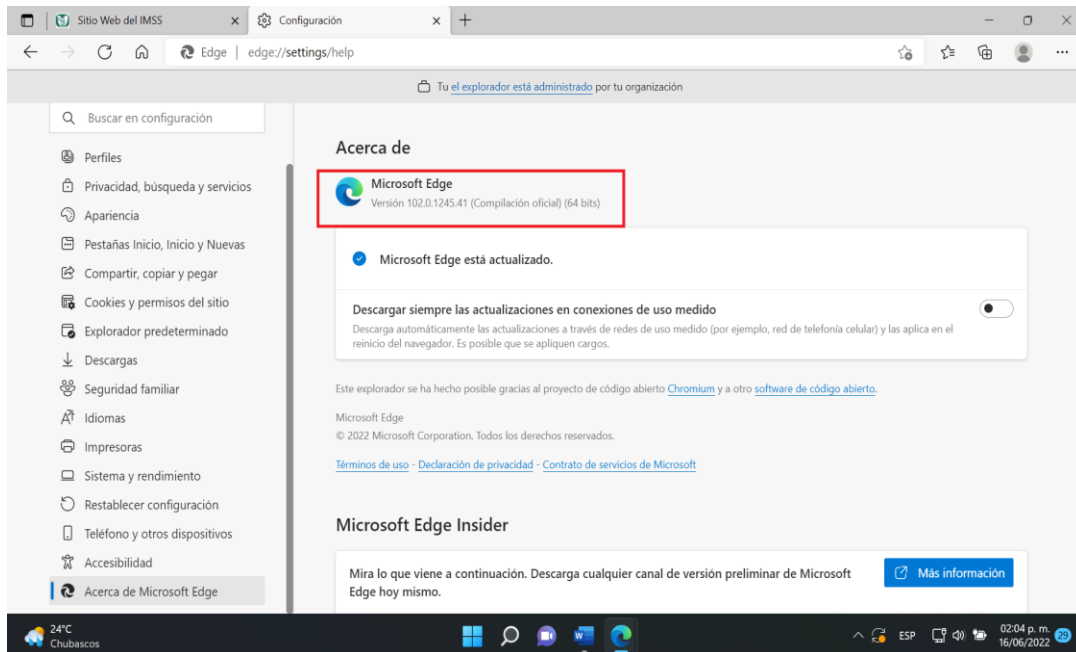 Sitio Web del IMSS
Configuración
Edge | edge://settings/help
Tu el explorador está administrado por tu organización
Buscar en configuración
Perfiles
Privacidad, búsqueda y servicios
Apariencia
Pestañas Inicio, Inicio y Nuevas
Compartir, copiar y pegar
Cookies y permisos del sitio
Explorador predeterminado
Descargas
Seguridad familiar
Idiomas
Impresoras
Sistema y rendimiento
Restablecer configuración
Teléfono y otros dispositivos
Accesibilidad
Acerca de Microsoft Edge
Acerca de
Microsoft Edge
Versión 102.0.1245.41 (Compilación oficial) (64 bits)
Microsoft Edge está actualizado.
Descargar siempre las actualizaciones en conexiones de uso medido
Descarga automáticamente las actualizaciones a través de redes de uso medido (por ejemplo, red de telefonía celular) y las aplica en el
reinicio del navegador. Es posible que se apliquen cargos.
Este explorador se ha hecho posible gracias al proyecto de código abierto Chromium y a otro software de código abierto.
Microsoft Edge
© 2022 Microsoft Corporation. Todos los derechos reservados.
Términos de uso - Declaración de privacidad - Contrato de servicios de Microsoft
Microsoft Edge Insider
Mira lo que viene a continuación. Descarga cualquier canal de versión preliminar de Microsoft
Edge hoy mismo.
Más información
24°C
Chubascos
ESP
02:04 p. m.
16/06/2022
29